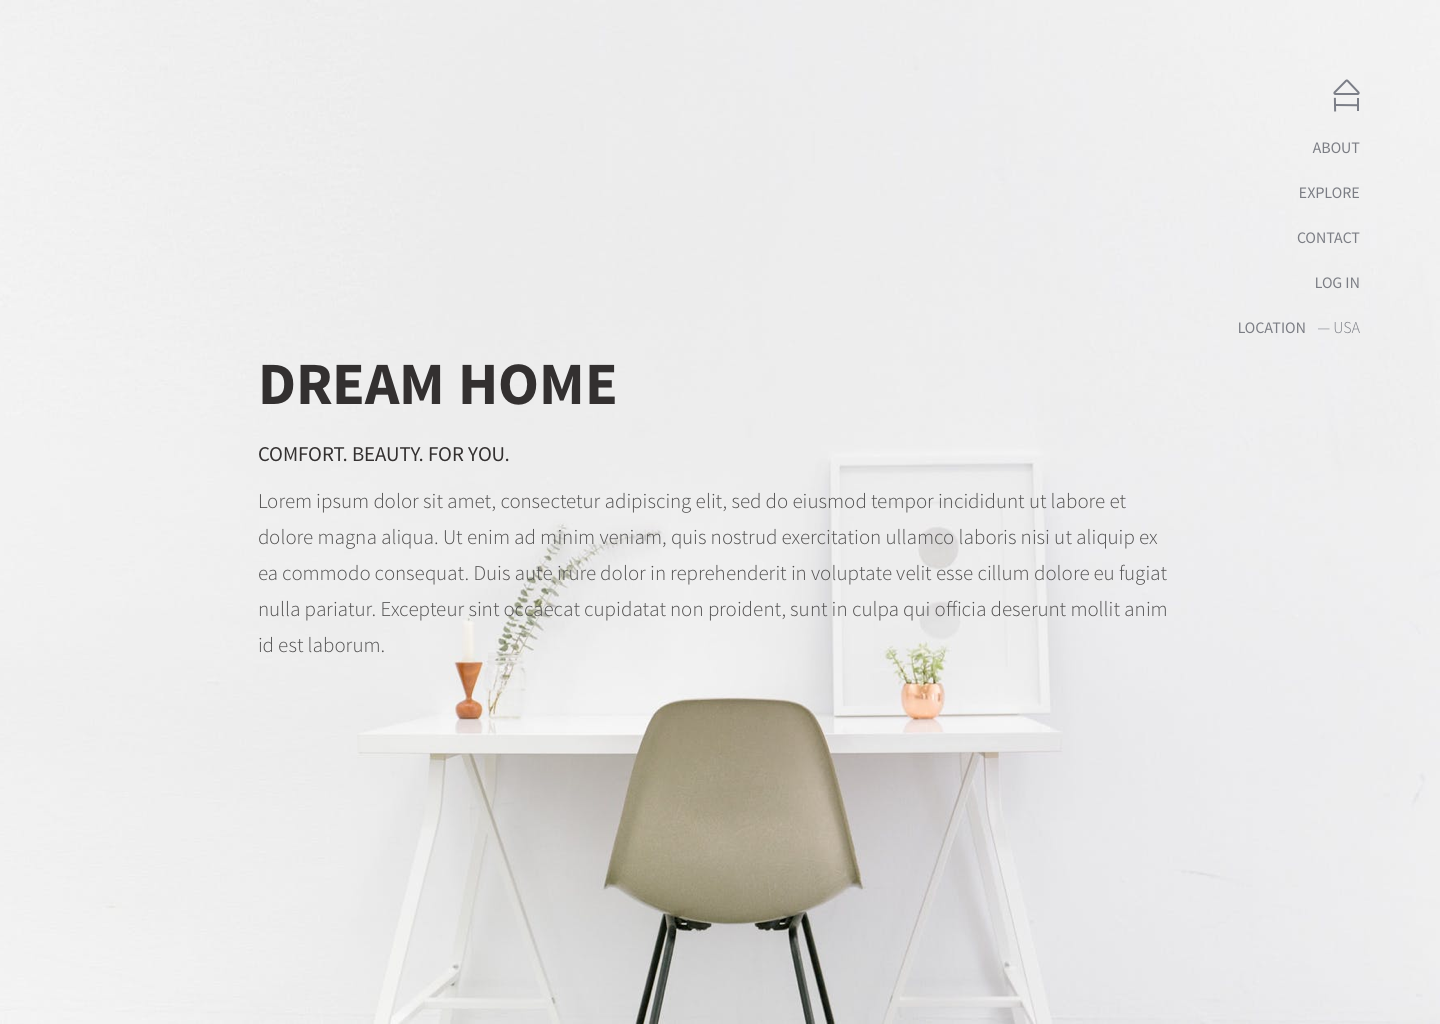 ABOUT
EXPLORE
CONTACT
LOG IN
LOCATION — USA
DREAM HOME
COMFORT. BEAUTY. FOR YOU.
Lorem ipsum dolor sit amet, consectetur adipiscing elit, sed do eiusmod tempor incididunt ut labore et
dolore magna aliqua. Ut enim ad minim veniam, quis nostrud exercitation ullamco laboris nisi ut aliquip ex
ea commodo consequat. Duis aute irure dolor in reprehenderit in voluptate velit esse cillum dolore eu fugiat
nulla pariatur. Excepteur sint occaecat cupidatat non proident, sunt in culpa qui officia deserunt mollit anim
id est laborum.